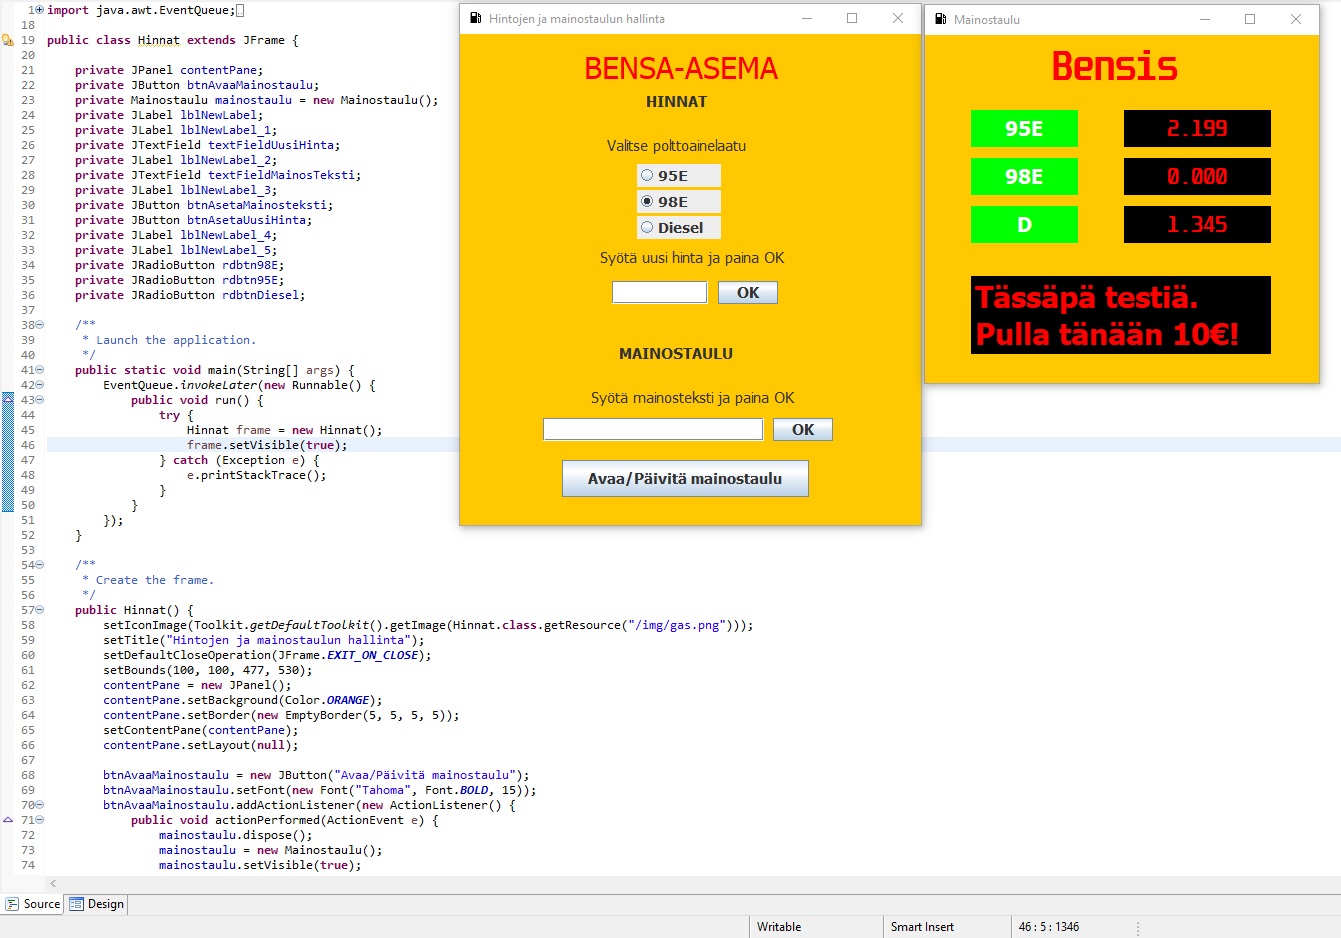 1 import java.awt.EventQueue;
18
19 public class Hinnat extends JFrame {
20
21 private JPanel contentPane;
22 private JButton btnAvaaMainostaulu;
23 private Mainostaulu mainostaulu = new Mainostaulu();
24 private JLabel lblNewLabel;
25 private JLabel lblNewLabel_1;
26 private JTextField textFieldUusiHinta;
27 private JLabel lblNewLabel_2;
28 private JTextField textFieldMainosTeksti;
29 private JLabel lblNewLabel_3;
30 private JButton btnAsetaMainosteksti;
31 private JButton btnAsetaUusiHinta;
32 private JLabel lblNewLabel_4;
33 private JLabel lblNewLabel_5;
34 private JRadioButton rdbtn98E;
35 private JRadioButton rdbtn95E;
36 private JRadioButton rdbtnDiesel;
37
38 /**
39 * Launch the application.
40 */
41 public static void main(String[] args) {
42 EventQueue.invokeLater(new Runnable() {
43 public void run() {
44 try {
45 Hinnat frame = new Hinnat();
46 frame.setVisible(true);
47 } catch (Exception e) {
48 e.printStackTrace();
49 }
50 }
51 });
52 }
53
54 /**
55 * Create the frame.
56 */
57 public Hinnat() {
58 setIconImage(Toolkit.getDefaultToolkit().getImage(Hinnat.class.getResource("/img/gas.png")));
59 setTitle("Hintojen ja mainostaulun hallinta");
60 setDefaultCloseOperation(JFrame.EXIT_ON_CLOSE);
61 setBounds(100, 100, 477, 530);
62 contentPane = new JPanel();
63 contentPane.setBackground(Color.ORANGE);
64 contentPane.setBorder(new EmptyBorder(5, 5, 5, 5));
65 setContentPane(contentPane);
66 contentPane.setLayout(null);
67
68 btnAvaaMainostaulu = new JButton("Avaa/Päivitä mainostaulu");
69 btnAvaaMainostaulu.setFont(new Font("Tahoma", Font.BOLD, 15));
70 btnAvaaMainostaulu.addActionListener(new ActionListener() {
71 public void actionPerformed(ActionEvent e) {
72 mainostaulu.dispose();
73 mainostaulu = new Mainostaulu();
74 mainostaulu.setVisible(true);
Hintojen ja mainostaulun hallinta
BENSA-ASEMA
HINNAT
Valitse polttoainelaatu
95E
98E
Diesel
Syötä uusi hinta ja paina OK
OK
MAINOSTAULU
Syötä mainosteksti ja paina OK
OK
Avaa/Päivitä mainostaulu
Mainostaulu
Bensis
95E 2.199
98E 0.000
D 1.345
Tässäpä testiä.
Pulla tänään 10€!
Source Design
Writable Smart Insert 46 : 5 : 1346